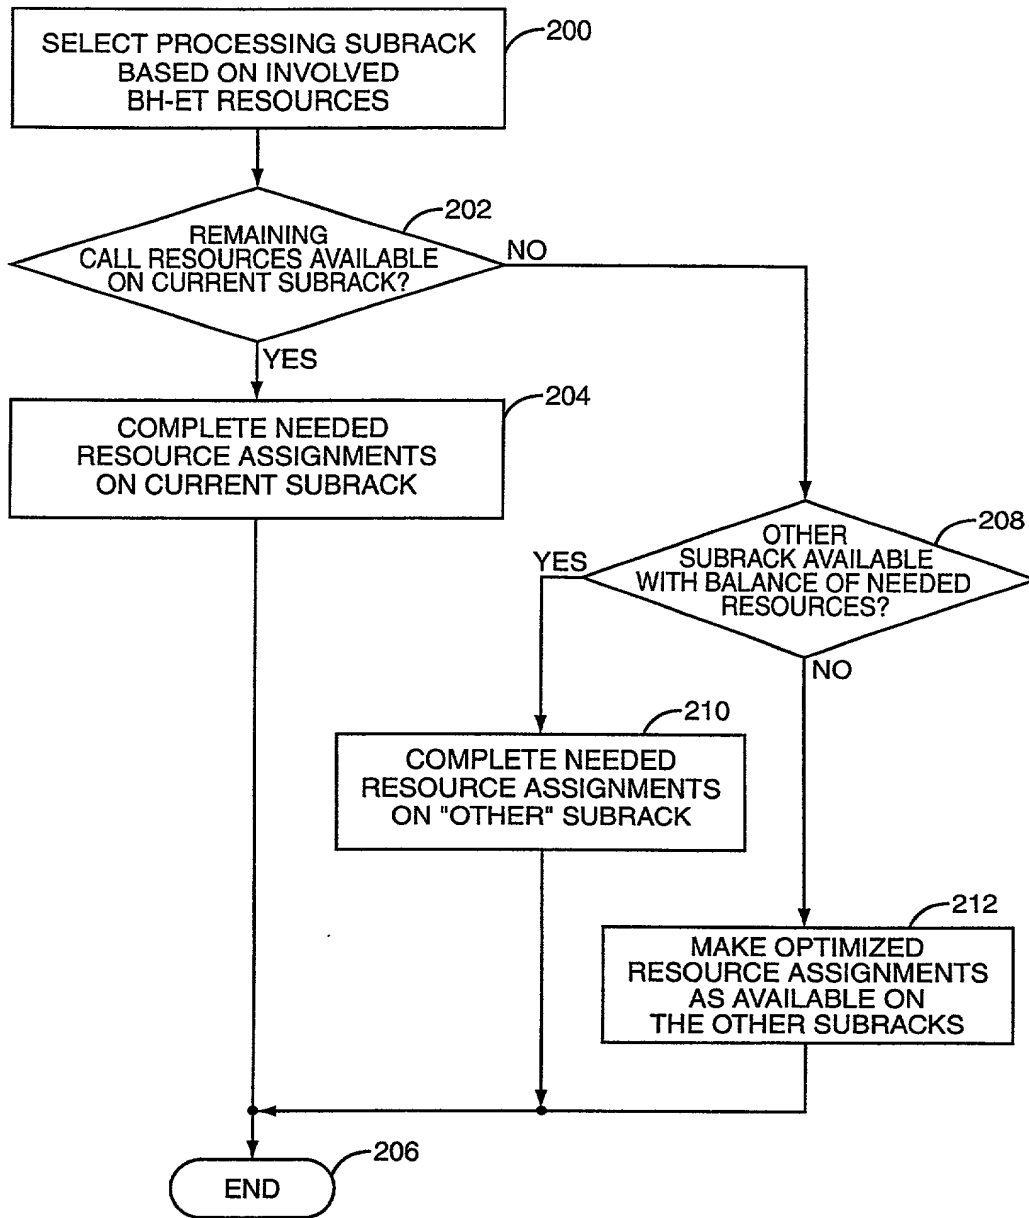 SELECT PROCESSING SUBRACK
BASED ON INVOLVED
BH-ET RESOURCES
200
REMAINING
CALL RESOURCES AVAILABLE
ON CURRENT SUBRACK?
202
NO
YES
COMPLETE NEEDED
RESOURCE ASSIGNMENTS
ON CURRENT SUBRACK
204
OTHER
SUBRACK AVAILABLE
WITH BALANCE OF NEEDED
RESOURCES?
208
YES
NO
COMPLETE NEEDED
RESOURCE ASSIGNMENTS
ON "OTHER" SUBRACK
210
MAKE OPTIMIZED
RESOURCE ASSIGNMENTS
AS AVAILABLE ON
THE OTHER SUBRACKS
212
END
206